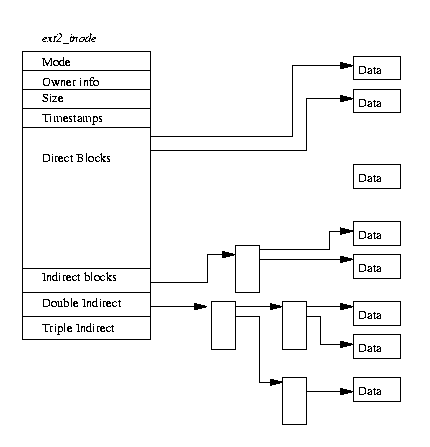 ext2_inode
Mode
Owner info
Size
Timestamps
Direct Blocks
Indirect blocks
Double Indirect
Triple Indirect
Data
Data
Data
Data
Data
Data
Data
Data